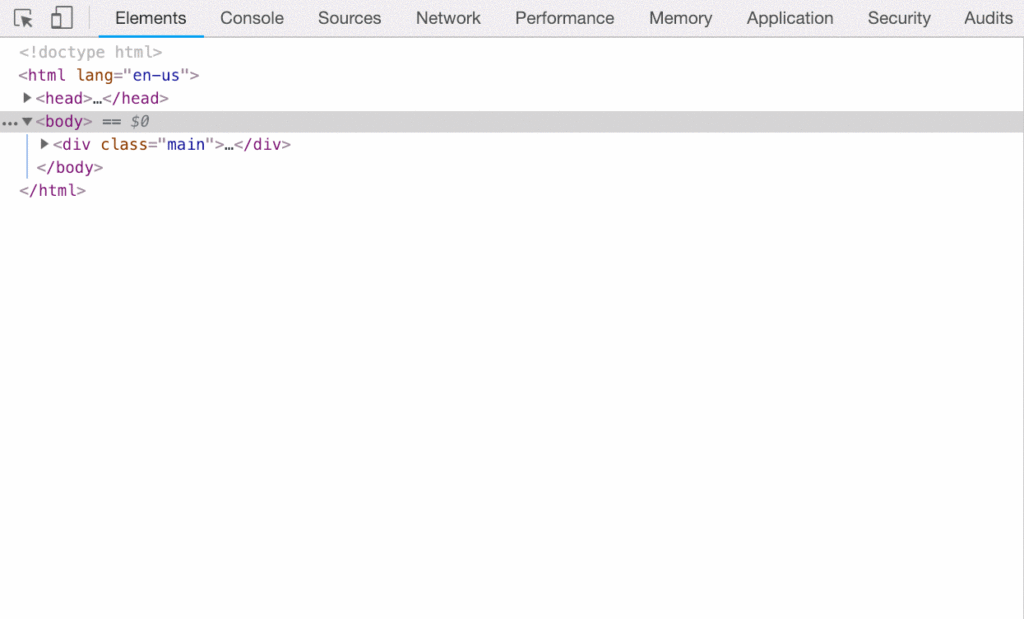 Elements Console Sources Network Performance Memory Application Security Audits
<!doctype html>
<html lang="en-us">
<head>…</head>
… <body> == $0
<div class="main">…</div>
</body>
</html>